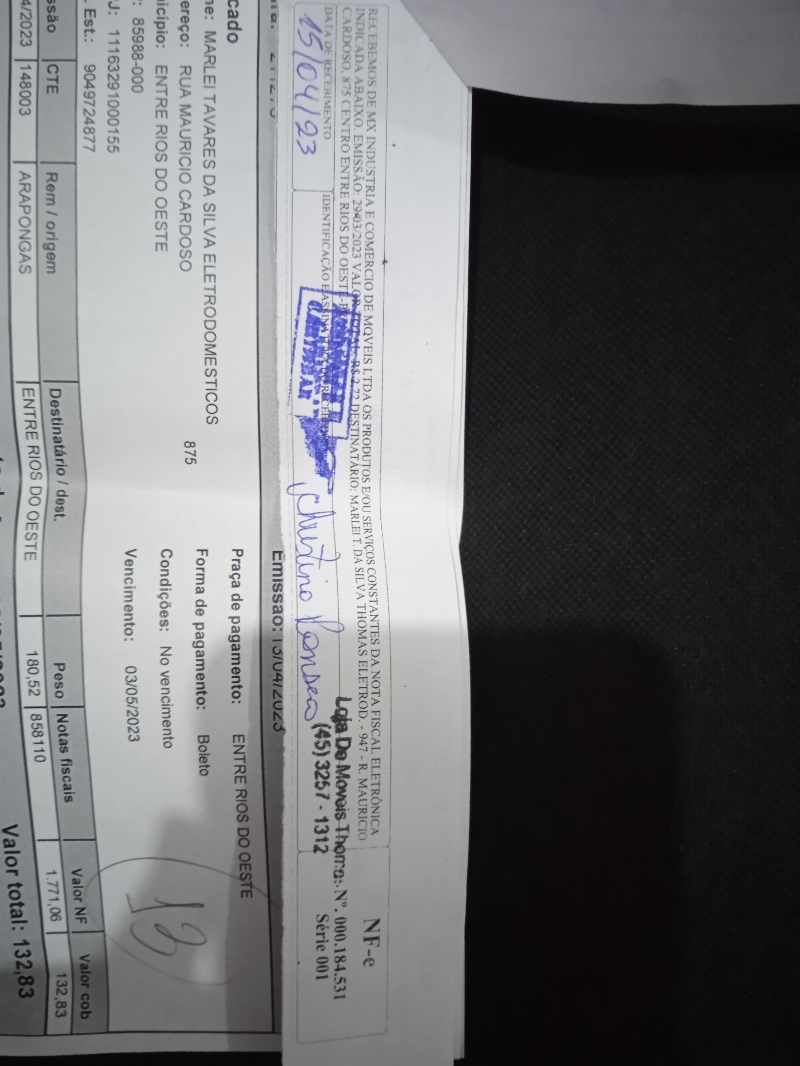 RECEBEMOS DE MX INDUSTRIA E COMERCIO DE MOVEIS LTDA OS PRODUTOS E/OU SERVIÇOS CONSTANTES DA NOTA FISCAL ELETRÔNICA
INDICADA ABAIXO. EMISSÃO: 29/03/2023 VALOR TOTAL: R$ 2,72 DESTINATÁRIO: MARLEI T. DA SILVA THOMAS ELETROD. - 947 - R. MAURICIO
CARDOSO, 875 CENTRO ENTRE RIOS DO OESTE-
DATA DE RECEBIMENTO
15/04/23
IDENTIFICAÇÃO E
Loja De Moveis Thoma
(45) 3257 - 1312
NF-e
Nº. 000.184.531
Série 001
Emissão: 13/04/2023
cado
me: MARLEI TAVARES DA SILVA ELETRODOMESTICOS
ereço: RUA MAURICIO CARDOSO 875
nicípio: ENTRE RIOS DO OESTE
: 85988-000
J: 11163291000155
. Est.: 9049724877
Praça de pagamento: ENTRE RIOS DO OESTE
Forma de pagamento: Boleto
Condições: No vencimento
Vencimento: 03/05/2023
13
ssão CTE Rem / origem Destinatário / dest. Peso Notas fiscais Valor NF Valor cob
4/2023 148003 ARAPONGAS ENTRE RIOS DO OESTE 180,52 858110 1.771,06 132,83
Valor total: 132,83